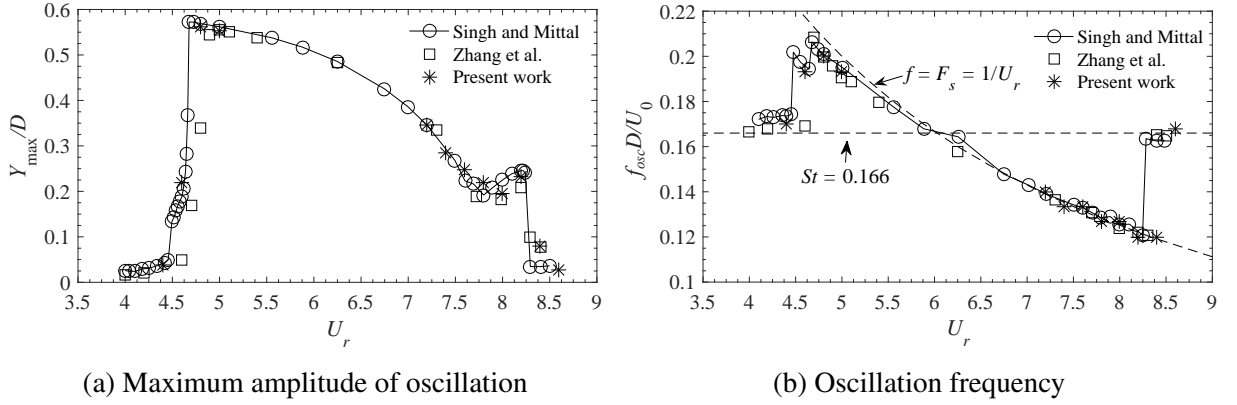 0.6
0.5
0.4
0.3
0.2
0.1
0
3.5 4 4.5 5 5.5 6 6.5 7 7.5 8 8.5 9
Y_max/D
U_r
Singh and Mittal
Zhang et al.
Present work
(a) Maximum amplitude of oscillation
0.22
0.2
0.18
0.16
0.14
0.12
0.1
3.5 4 4.5 5 5.5 6 6.5 7 7.5 8 8.5 9
f_osc D/U_0
U_r
Singh and Mittal
Zhang et al.
Present work
f = F_s = 1/U_r
St = 0.166
(b) Oscillation frequency